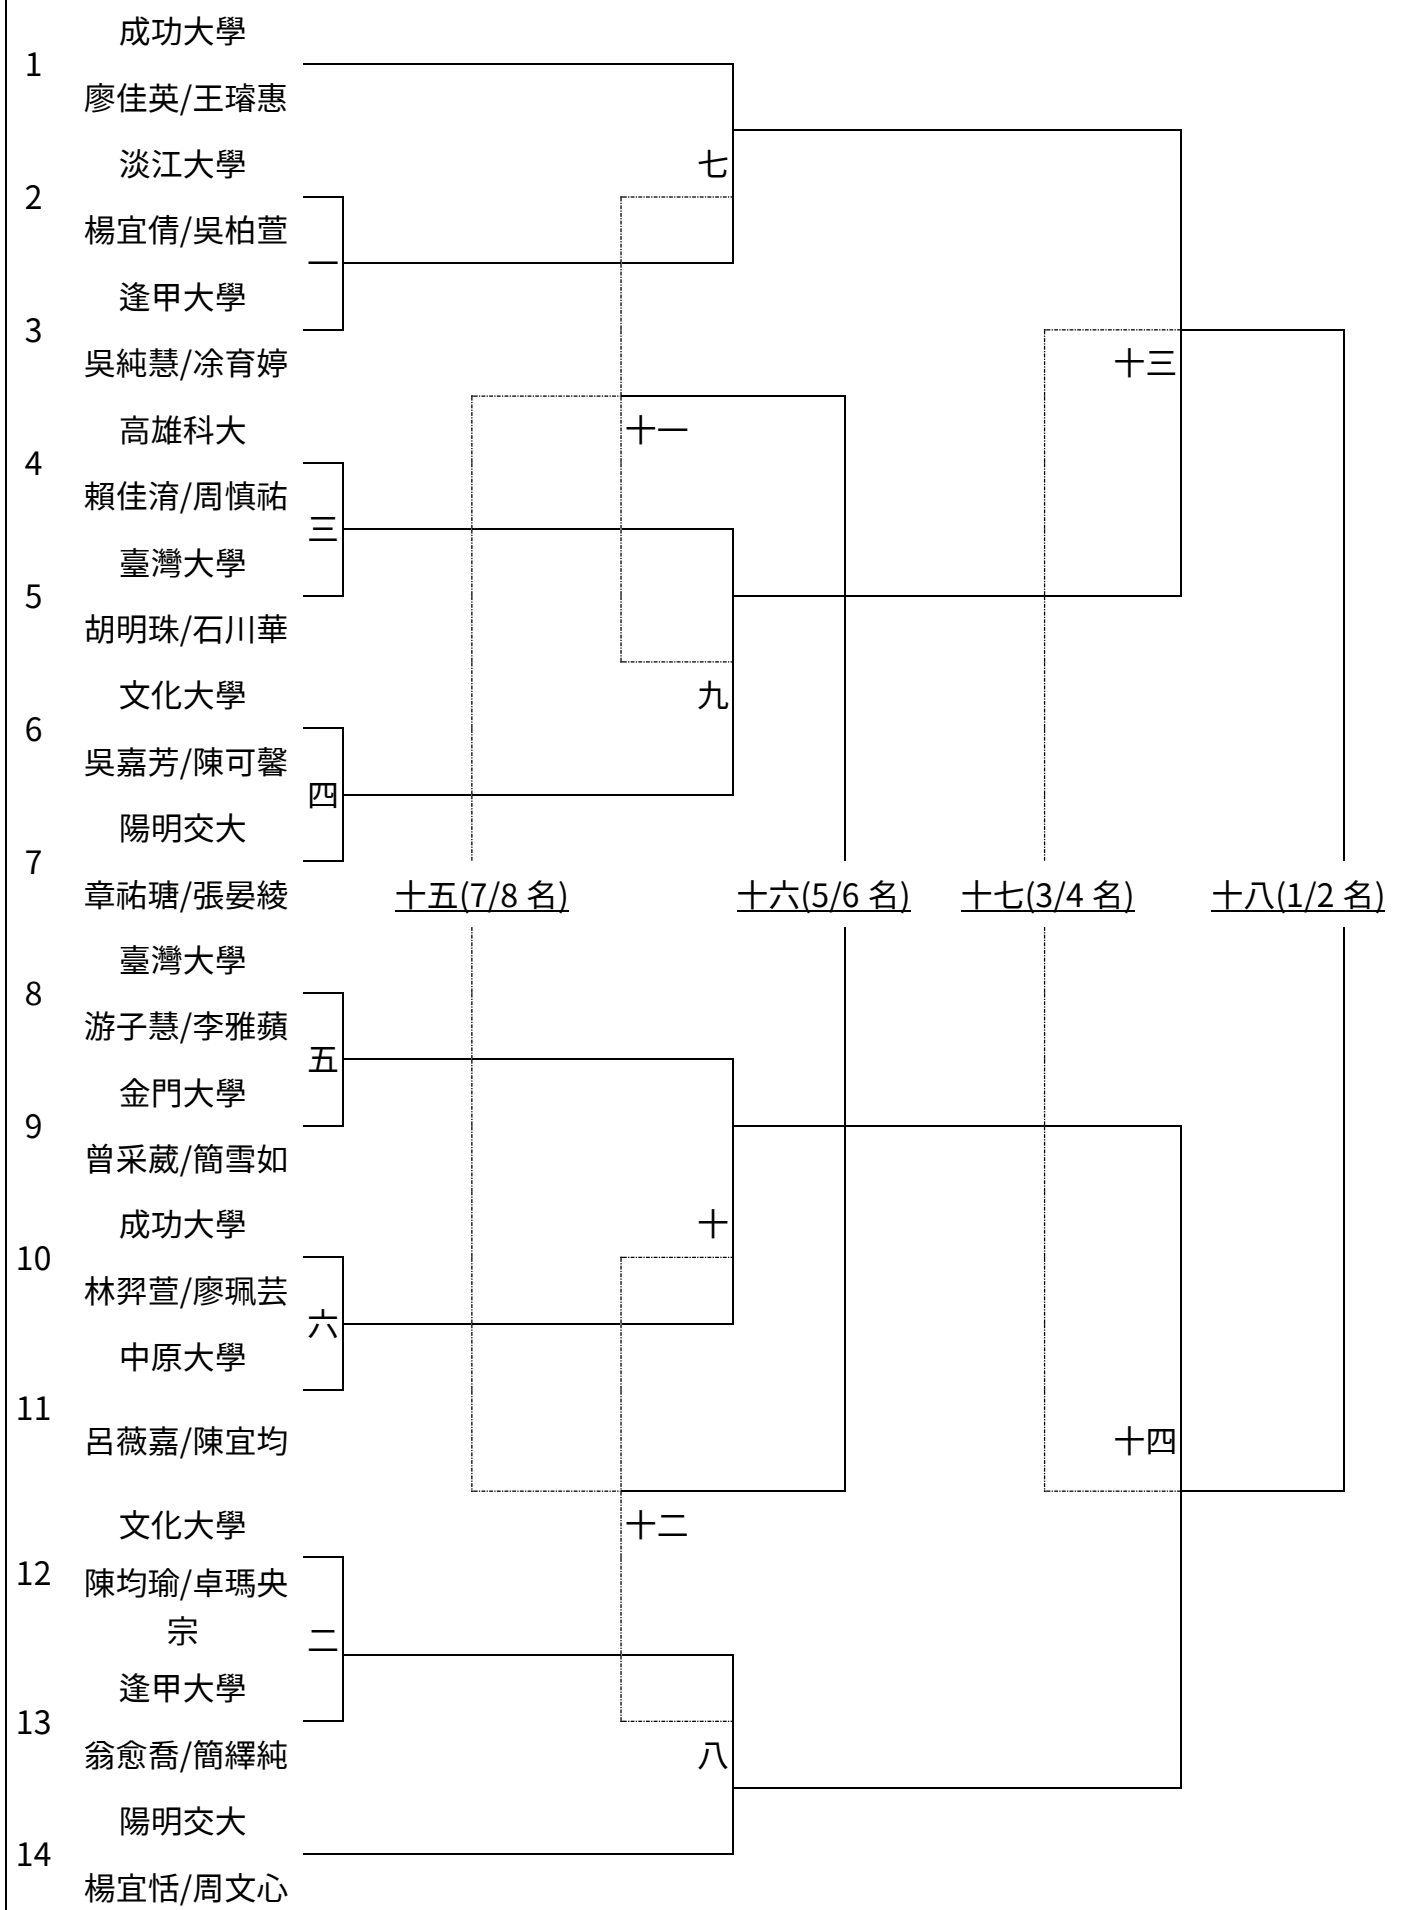 成功大學
1
廖佳英/王璿惠
淡江大學
七
2
楊宜倩/吳柏萱
一
逢甲大學
3
吳純慧/凃育婷
十三
高雄科大
十一
4
賴佳淯/周慎祐
三
臺灣大學
5
胡明珠/石川華
文化大學
九
6
吳嘉芳/陳可馨
四
陽明交大
7
章祐瑭/張晏綾
十五(7/8 名)
十六(5/6 名)
十七(3/4 名)
十八(1/2 名)
臺灣大學
8
游子慧/李雅蘋
五
金門大學
9
曾采葳/簡雪如
成功大學
十
10
林羿萱/廖珮芸
六
中原大學
11
呂薇嘉/陳宜均
十四
文化大學
十二
12
陳均瑜/卓瑪央
宗
二
逢甲大學
13
翁愈喬/簡繹純
八
陽明交大
14
楊宜恬/周文心